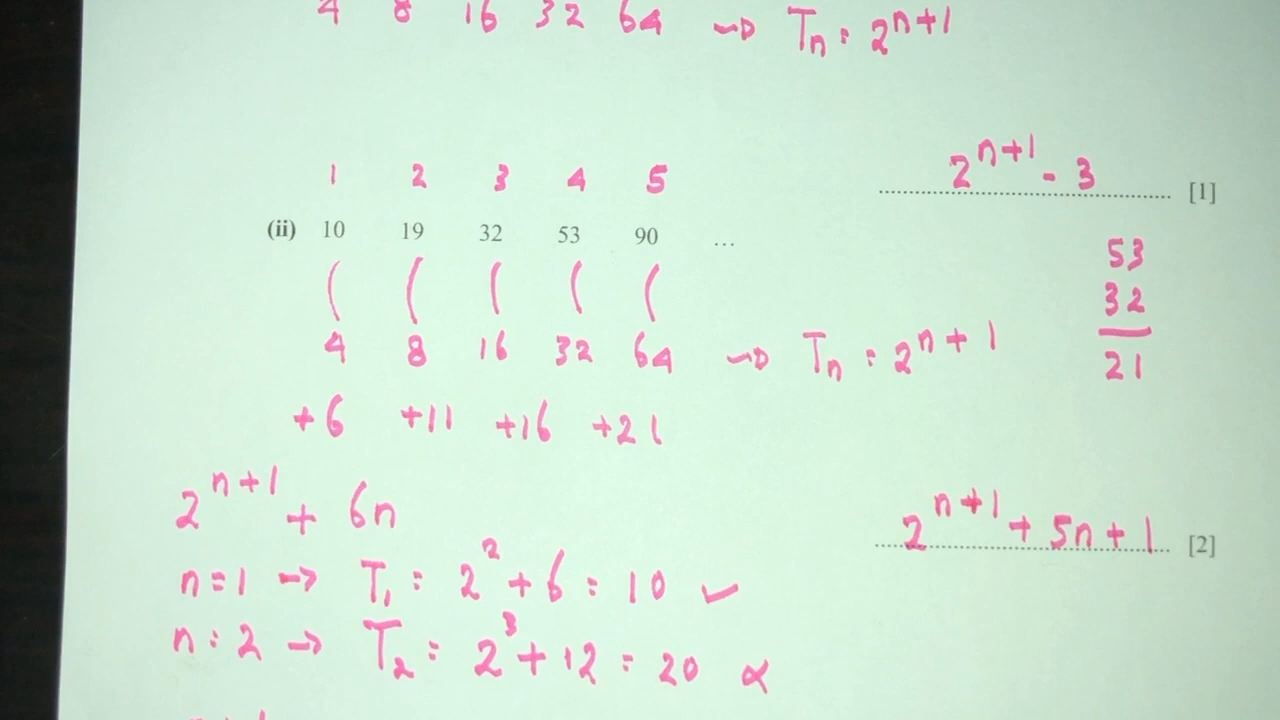 4 8 16 32 64 → Tn = 2^(n+1)
2^(n+1) - 3 [1]
1 2 3 4 5
(ii) 10 19 32 53 90 ...
53
32
21
4 8 16 32 64 → Tn = 2^(n+1)
+6 +11 +16 +21
2^(n+1) + 6n
2^(n+1) + 5n + 1 [2]
n=1 → T1 = 2^2 + 6 = 10 ✓
n=2 → T2 = 2^3 + 12 = 20 ×